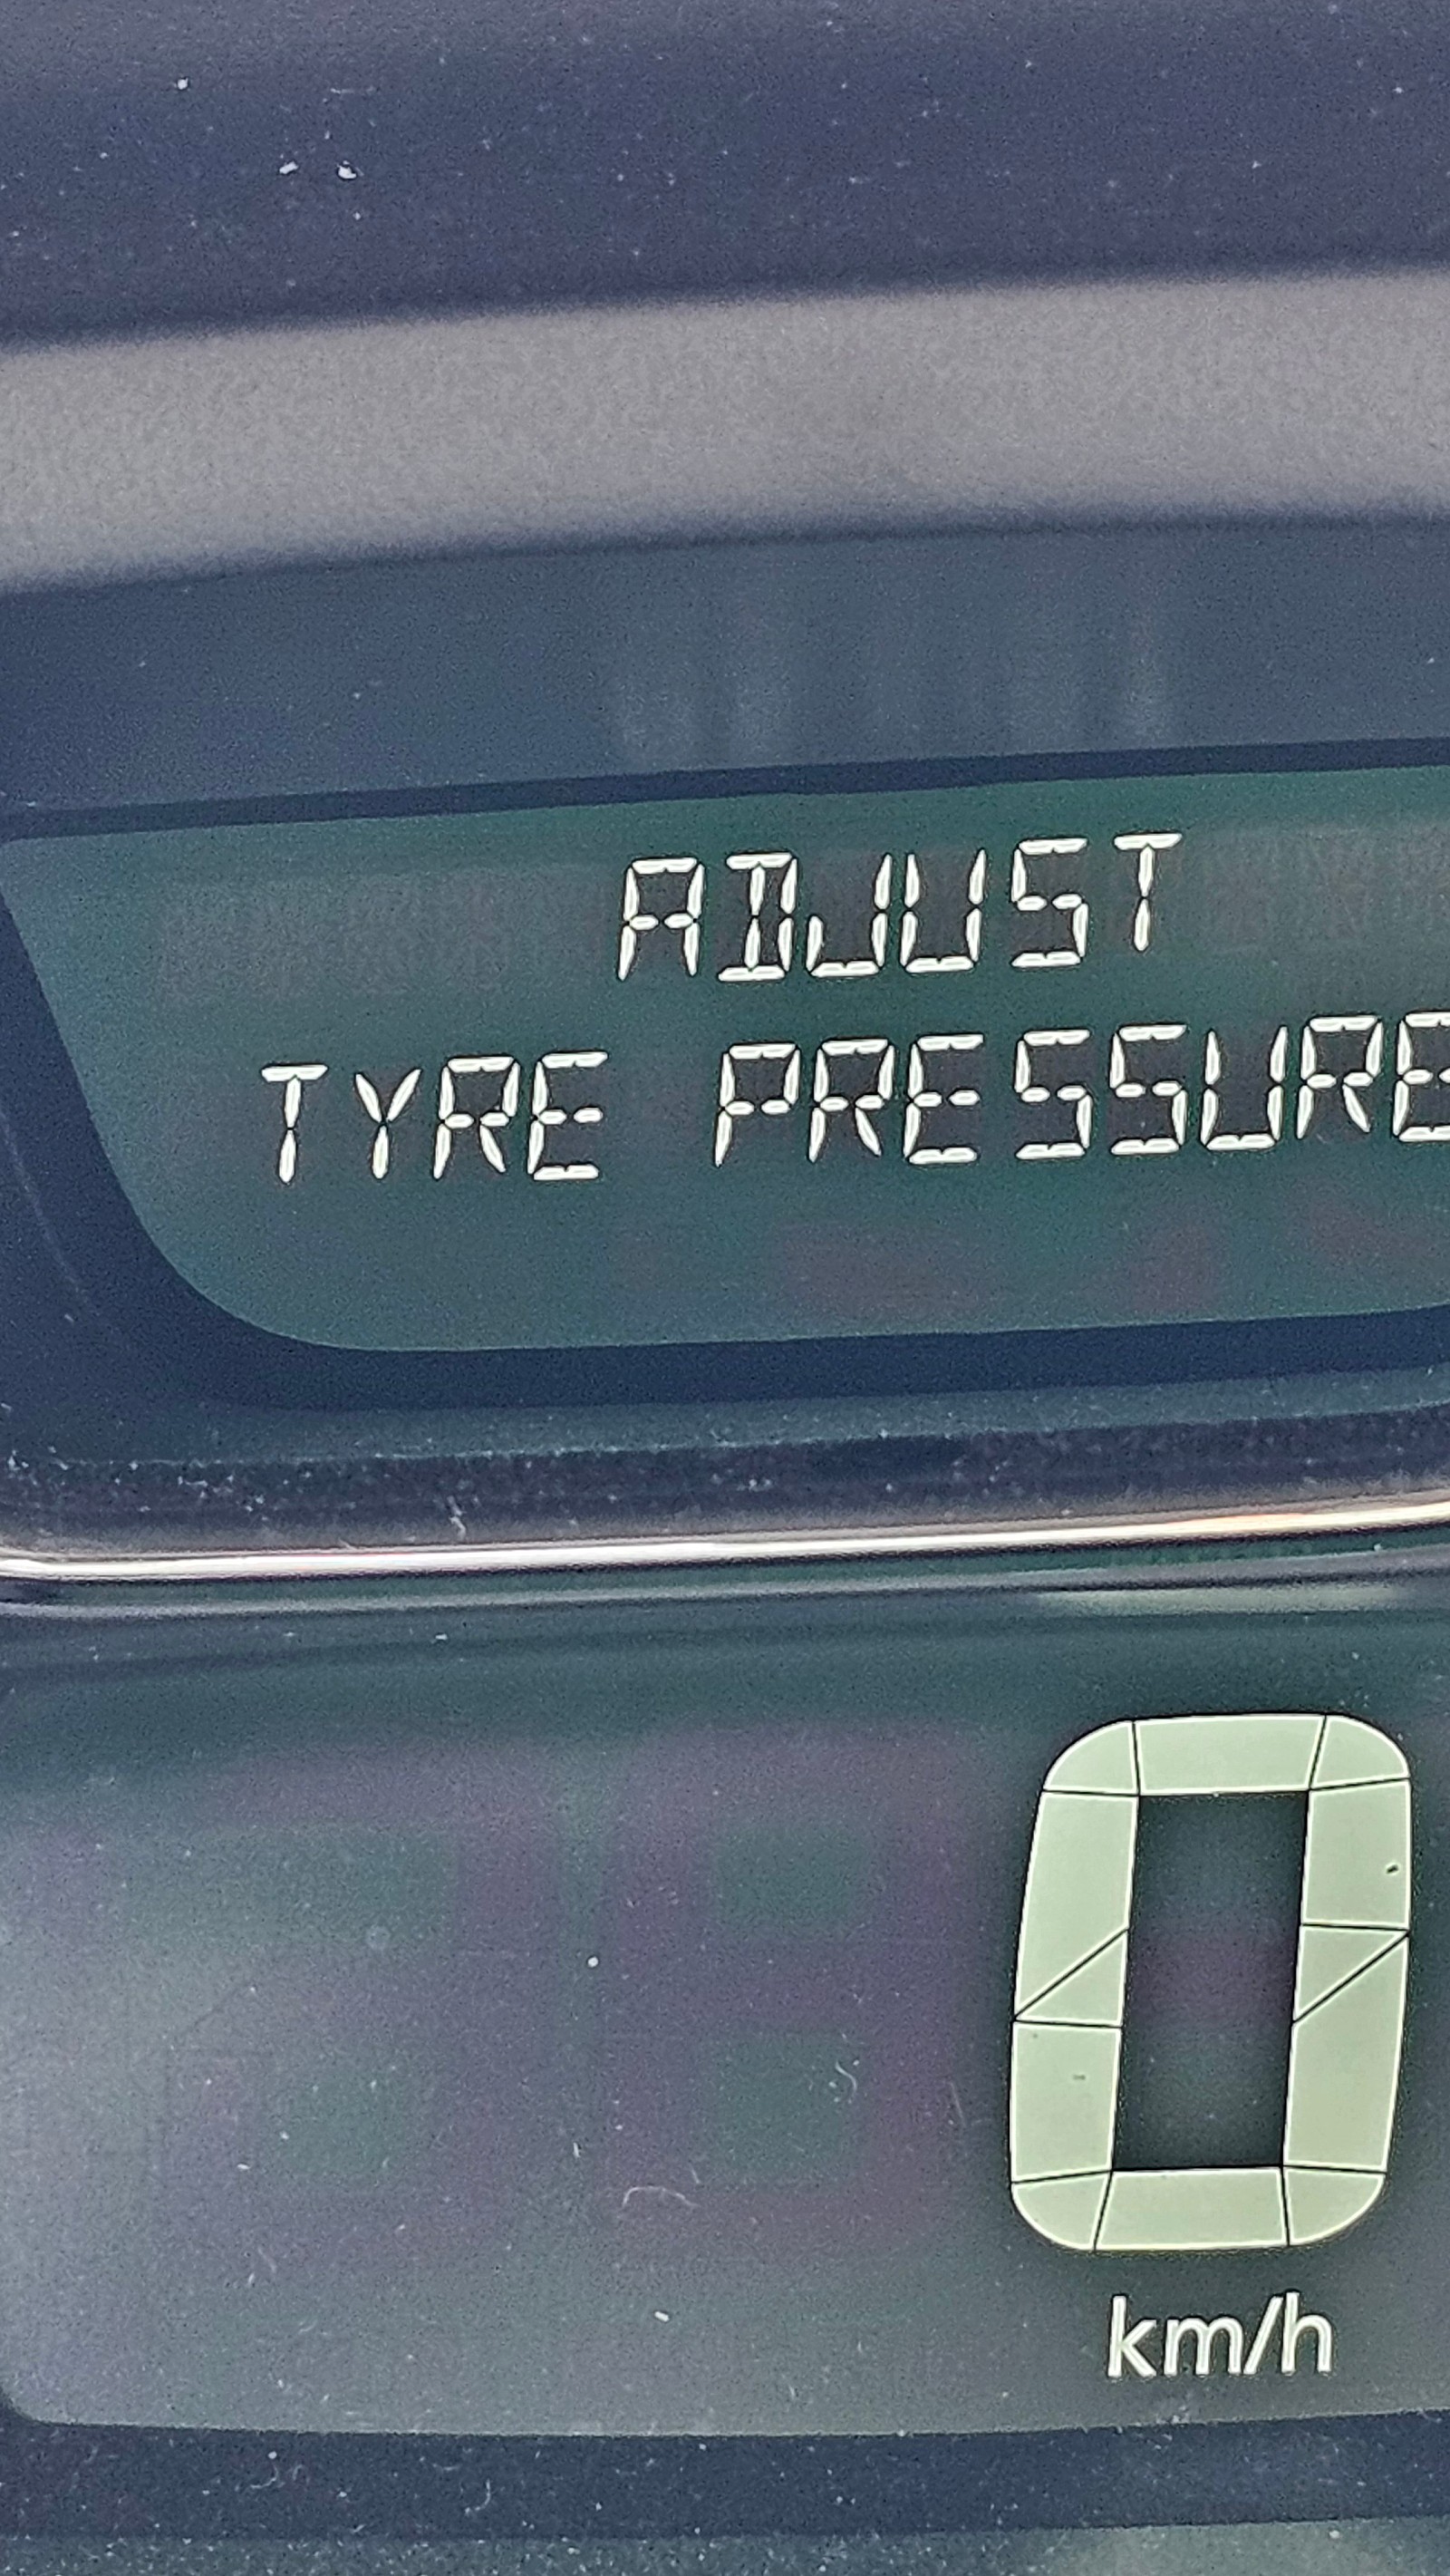 ADJUST
TYRE PRESSURE
0
km/h